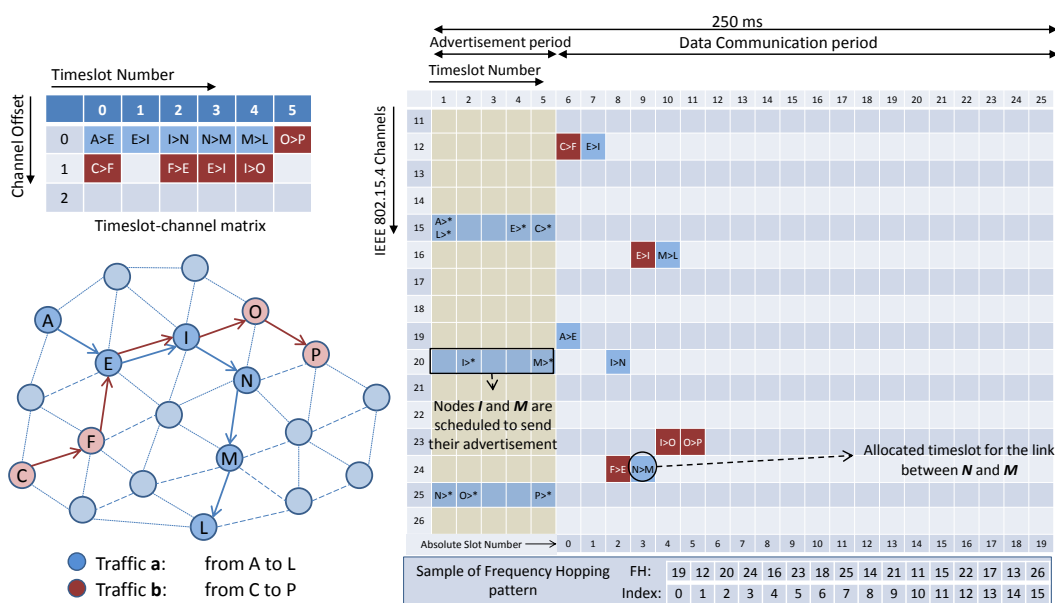 250 ms
Advertisement period
Data Communication period
Timeslot Number
Timeslot Number
0 1 2 3 4 5
Channel Offset
0 A>E E>I I>N N>M M>L O>P
1 C>F F>E E>I I>O
2
Timeslot-channel matrix
1 2 3 4 5 6 7 8 9 10 11 12 13 14 15 16 17 18 19 20 21 22 23 24 25
IEEE 802.15.4 Channels
11
12 C>F E>I
13
14
15 A>* L>* E>* C>*
16 E>I M>L
17
18
19 A>E
20 I>* M>* I>N
21
22
23 I>O O>P
24 F>E N>M
25 N>* O>* P>*
26
Nodes I and M are
scheduled to send
their advertisement
Allocated timeslot for the link
between N and M
Absolute Slot Number 0 1 2 3 4 5 6 7 8 9 10 11 12 13 14 15 16 17 18 19
Sample of Frequency Hopping
pattern
FH: 19 12 20 24 16 23 18 25 14 21 11 15 22 17 13 26
Index: 0 1 2 3 4 5 6 7 8 9 10 11 12 13 14 15
A
O
I
P
E
N
F
M
C
L
Traffic a: from A to L
Traffic b: from C to P